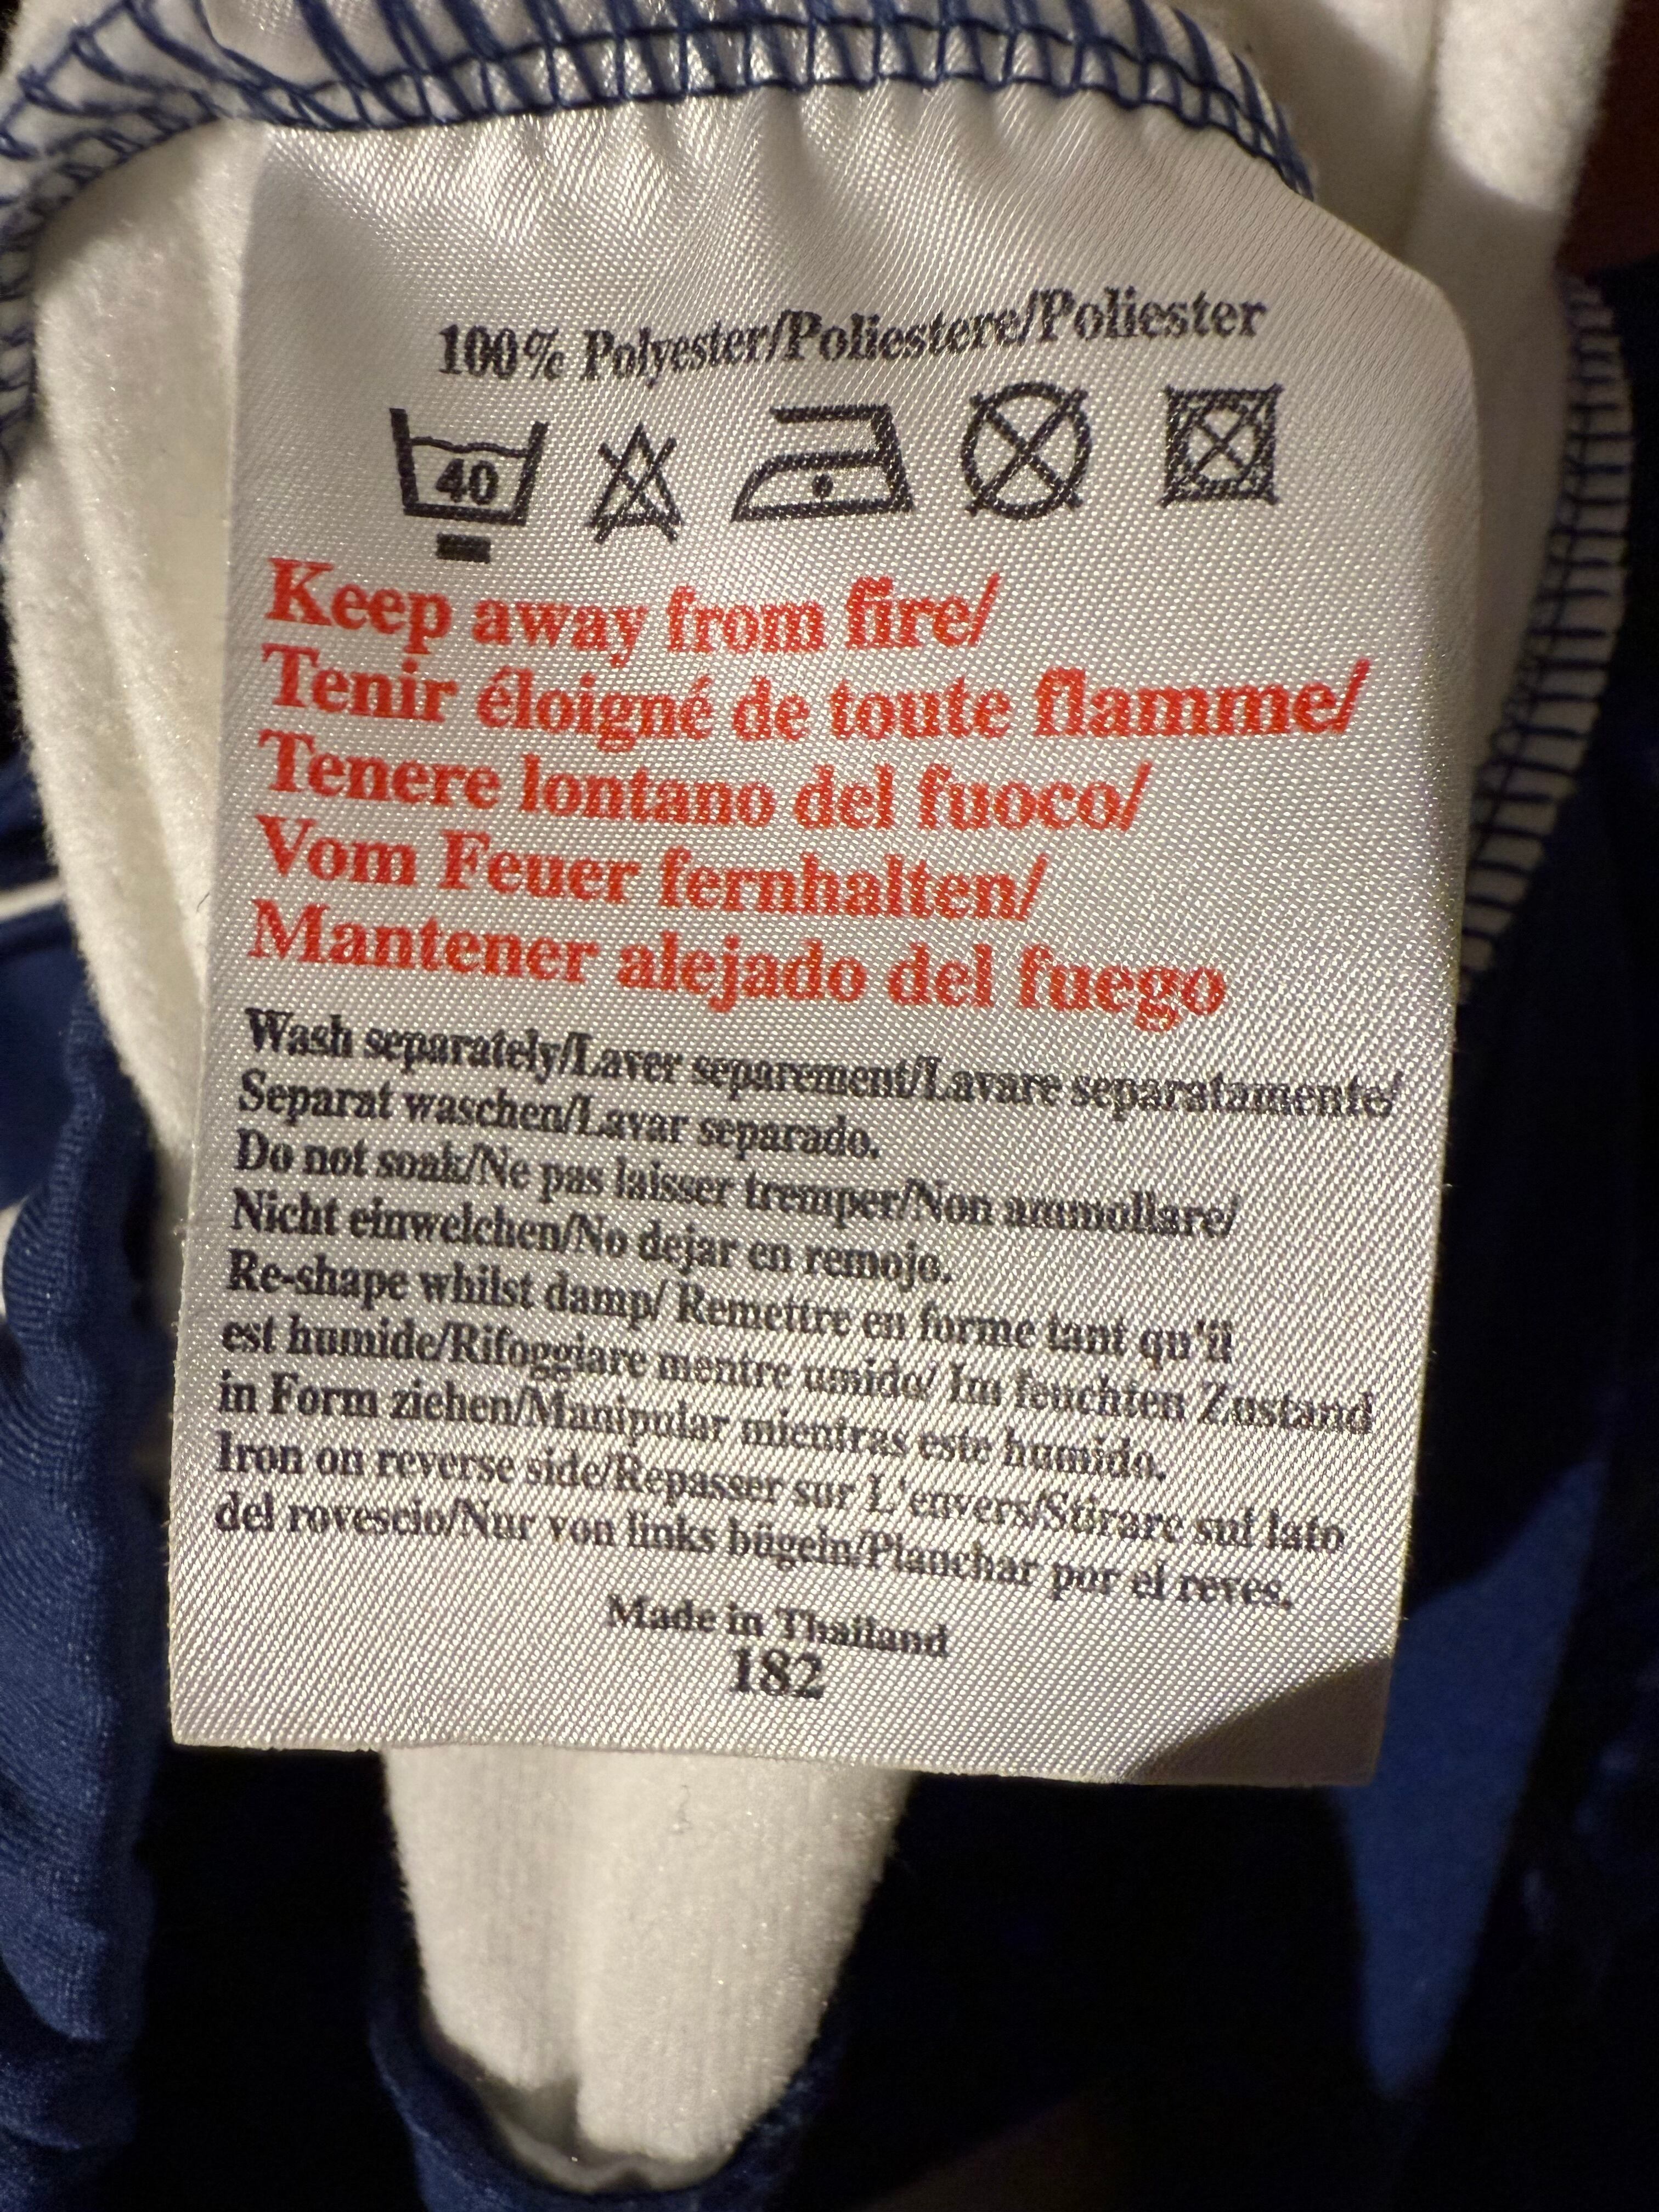 100% Polyester/Poliestere/Poliester
40
Keep away from fire/
Tenir éloigné de toute flamme/
Tenere lontano del fuoco/
Vom Feuer fernhalten/
Mantener alejado del fuego
Wash separately/Laver separement/Lavare separatamente/
Separat waschen/Lavar separado.
Do not soak/Ne pas laisser tremper/Non ammollare/
Nicht einwelchen/No dejar en remojo.
Re-shape whilst damp/ Remettre en forme tant qu'il
est humide/Rifoggiare mentre umido/ Im feuchten Zustand
in Form ziehen/Manipular mientras este humido.
Iron on reverse side/Repasser sur L'envers/Stirare sul lato
del rovescio/Nur von links bügeln/Planchar por el reves.
Made in Thailand
182